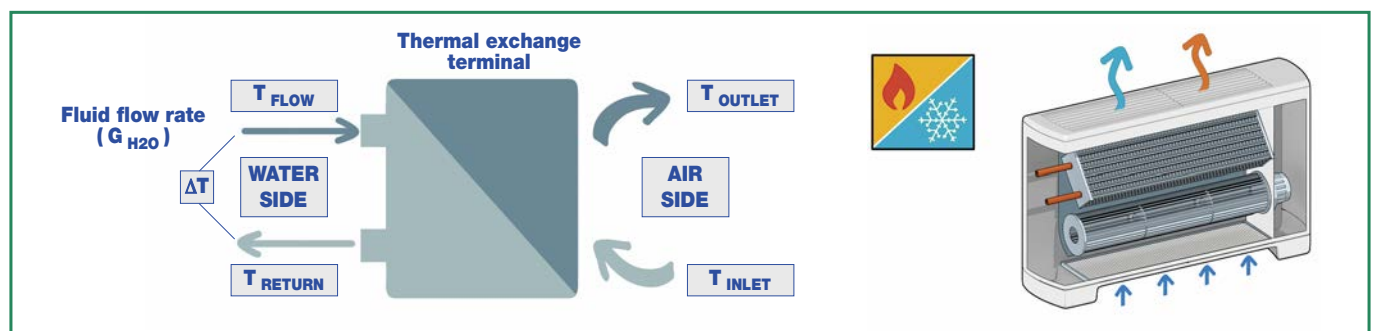 Thermal exchange
terminal
T FLOW
T OUTLET
Fluid flow rate
( G H2O )
ΔT
WATER
SIDE
AIR
SIDE
T RETURN
T INLET